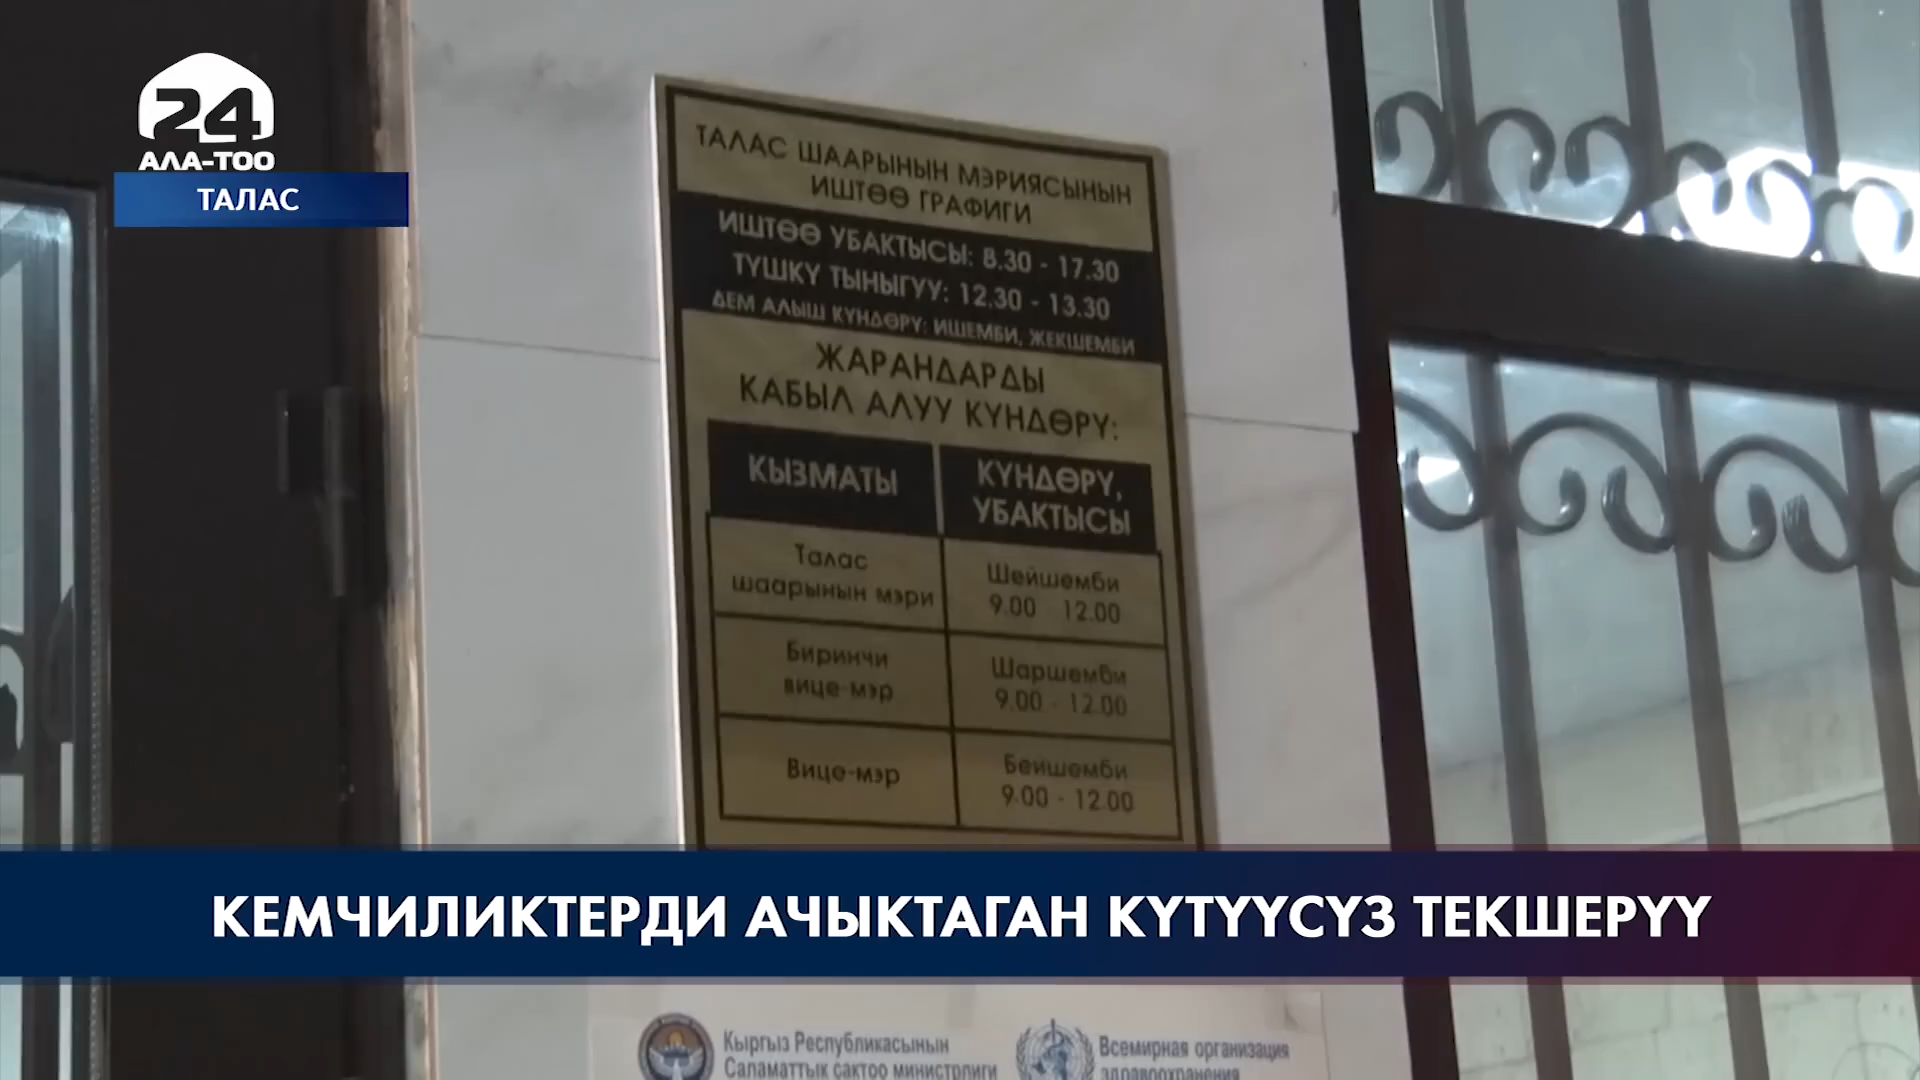 24
АЛА-ТОО
ТАЛАС
ТАЛАС ШААРЫНЫН МЭРИЯСЫНЫН
ИШТӨӨ ГРАФИГИ
ИШТӨӨ УБАКТЫСЫ: 8.30 - 17.30
ТҮШКҮ ТЫНЫГУУ: 12.30 - 13.30
ДЕМ АЛЫШ КҮНДӨРҮ: ИШЕМБИ, ЖЕКШЕМБИ
ЖАРАНДАРДЫ
КАБЫЛ АЛУУ КҮНДӨРҮ:
КЫЗМАТЫ
КҮНДӨРҮ,
УБАКТЫСЫ
Талас
шаарынын мэри
Шейшемби
9.00 - 12.00
Биринчи
вице-мэр
Шаршемби
9.00 - 12.00
Вице-мэр
Бейшемби
9.00 - 12.00
КЕМЧИЛИКТЕРДИ АЧЫКТАГАН КҮТҮҮСҮЗ ТЕКШЕРҮҮ
Кыргыз Республикасынын
Саламаттык сактоо министрлиги
Всемирная организация
здравоохранения